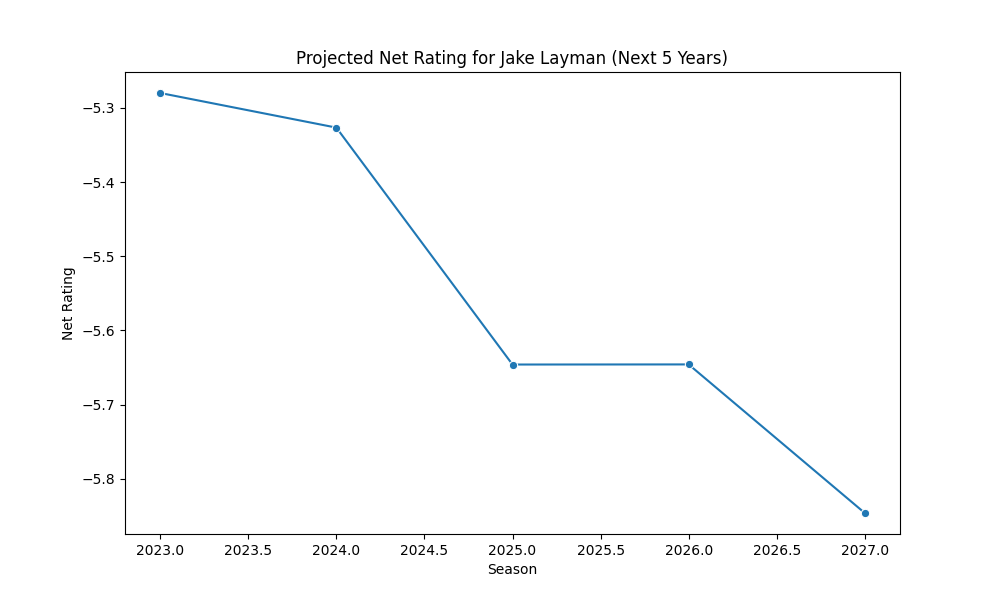 Projected Net Rating for Jake Layman (Next 5 Years)
Net Rating
−5.3
−5.4
−5.5
−5.6
−5.7
−5.8
2023.0 2023.5 2024.0 2024.5 2025.0 2025.5 2026.0 2026.5 2027.0
Season